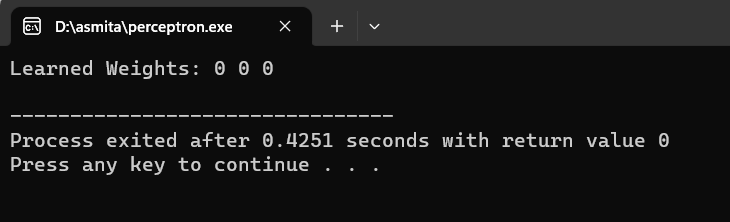 D:\asmita\perceptron.exe
Learned Weights: 0 0 0
--------------------------------
Process exited after 0.4251 seconds with return value 0
Press any key to continue . . .